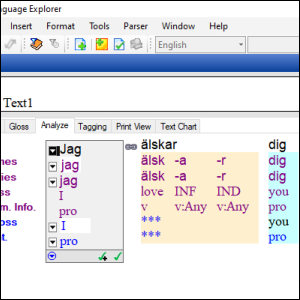 guage Explorer
Insert Format Tools Parser Window Help
English
Text1
Gloss Analyze Tagging Print View Text Chart
Jag älskar dig
jag älsk -a -r dig
jag älsk -a -r dig
I love INF IND you
pro v v:Any v:Any pro
I *** you
pro *** pro
nes
ies
ss
m. Info.
oss
t.